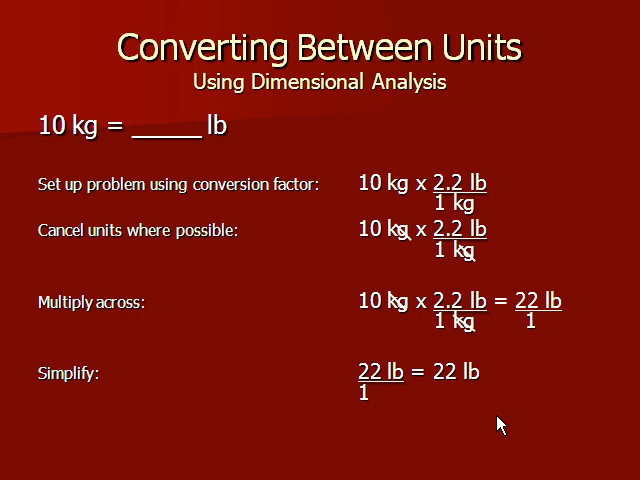 Converting Between Units
Using Dimensional Analysis
10 kg = _____ lb
Set up problem using conversion factor: 10 kg x 2.2 lb
1 kg
Cancel units where possible: 10 kg x 2.2 lb
1 kg
Multiply across: 10 kg x 2.2 lb = 22 lb
1 kg 1
Simplify: 22 lb = 22 lb
1